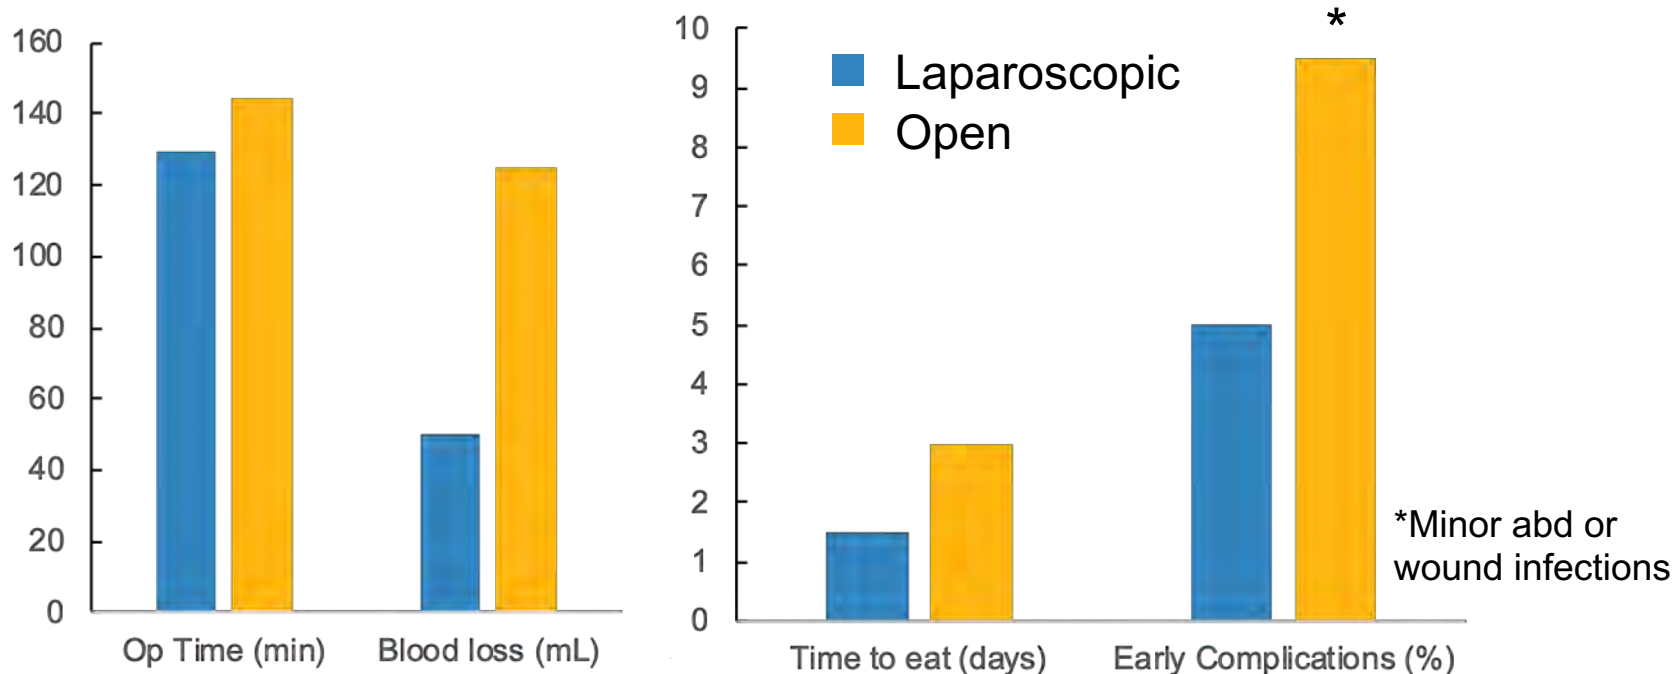 160
140
120
100
80
60
40
20
0
Op Time (min)
Blood loss (mL)
10
9
8
7
6
5
4
3
2
1
0
*
Laparoscopic
Open
*Minor abd or
wound infections
Time to eat (days)
Early Complications (%)